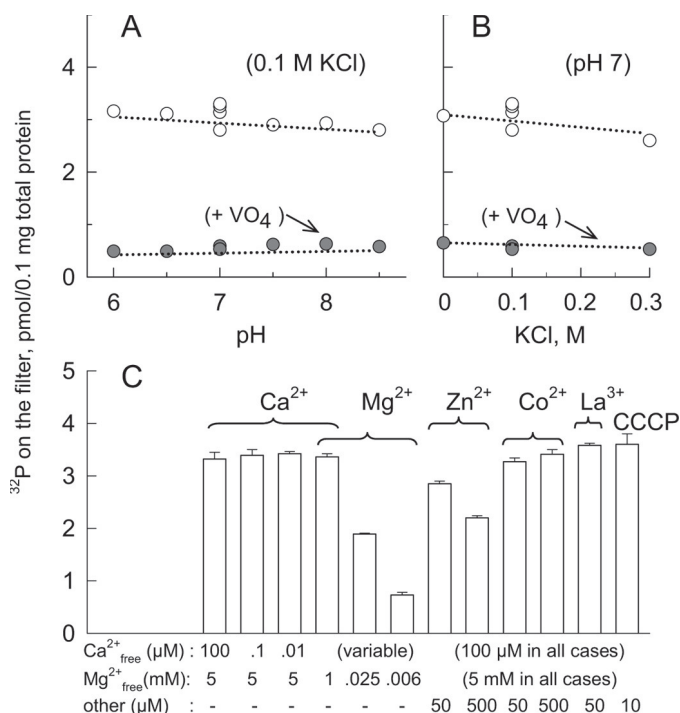 A
B
(0.1 M KCl)
(pH 7)
4
2
0
(+ VO4)
(+ VO4)
6 7 8
0 0.1 0.2 0.3
pH
KCl, M
32P on the filter, pmol/0.1 mg total protein
C
5
4
3
2
1
0
Ca2+ Mg2+ Zn2+ Co2+ La3+ CCCP
Ca2+free (µM) : 100 .1 .01 (variable) (100 µM in all cases)
Mg2+free(mM): 5 5 5 1 .025 .006 (5 mM in all cases)
other (µM) : - - - - - - 50 500 50 500 50 10